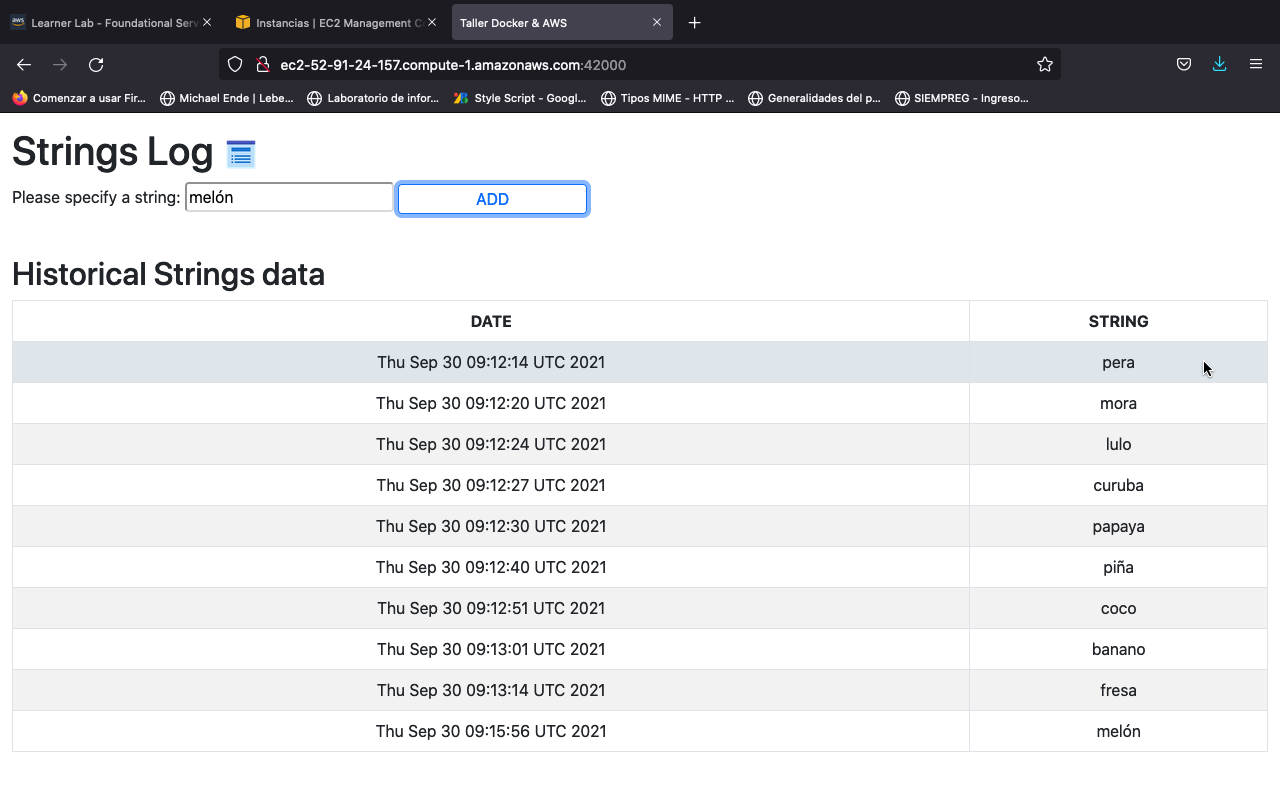 aws Learner Lab - Foundational Serv
Instancias | EC2 Management C
Taller Docker & AWS
ec2-52-91-24-157.compute-1.amazonaws.com:42000
Comenzar a usar Fir... Michael Ende | Lebe... Laboratorio de infor... Style Script - Googl... Tipos MIME - HTTP ... Generalidades del p... SIEMPREG - Ingreso...
Strings Log
Please specify a string: melón ADD
Historical Strings data
DATE STRING
Thu Sep 30 09:12:14 UTC 2021 pera
Thu Sep 30 09:12:20 UTC 2021 mora
Thu Sep 30 09:12:24 UTC 2021 lulo
Thu Sep 30 09:12:27 UTC 2021 curuba
Thu Sep 30 09:12:30 UTC 2021 papaya
Thu Sep 30 09:12:40 UTC 2021 piña
Thu Sep 30 09:12:51 UTC 2021 coco
Thu Sep 30 09:13:01 UTC 2021 banano
Thu Sep 30 09:13:14 UTC 2021 fresa
Thu Sep 30 09:15:56 UTC 2021 melón